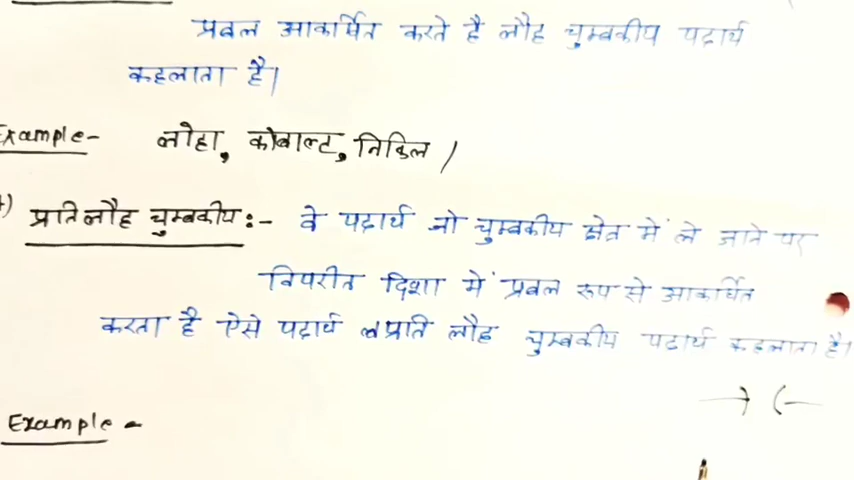 प्रबल आकर्षित करते है लौह चुम्बकीय पदार्थ
कहलाता है।
Example- लोहा, कोबाल्ट, निकिल ।
) प्रतिलौह चुम्बकीय:- वे पदार्थ जो चुम्बकीय क्षेत्र में ले जाने पर
विपरीत दिशा में प्रबल रूप से आकर्षित
करता है ऐसे पदार्थ प्रति लौह चुम्बकीय पदार्थ कहलाता है।
Example -